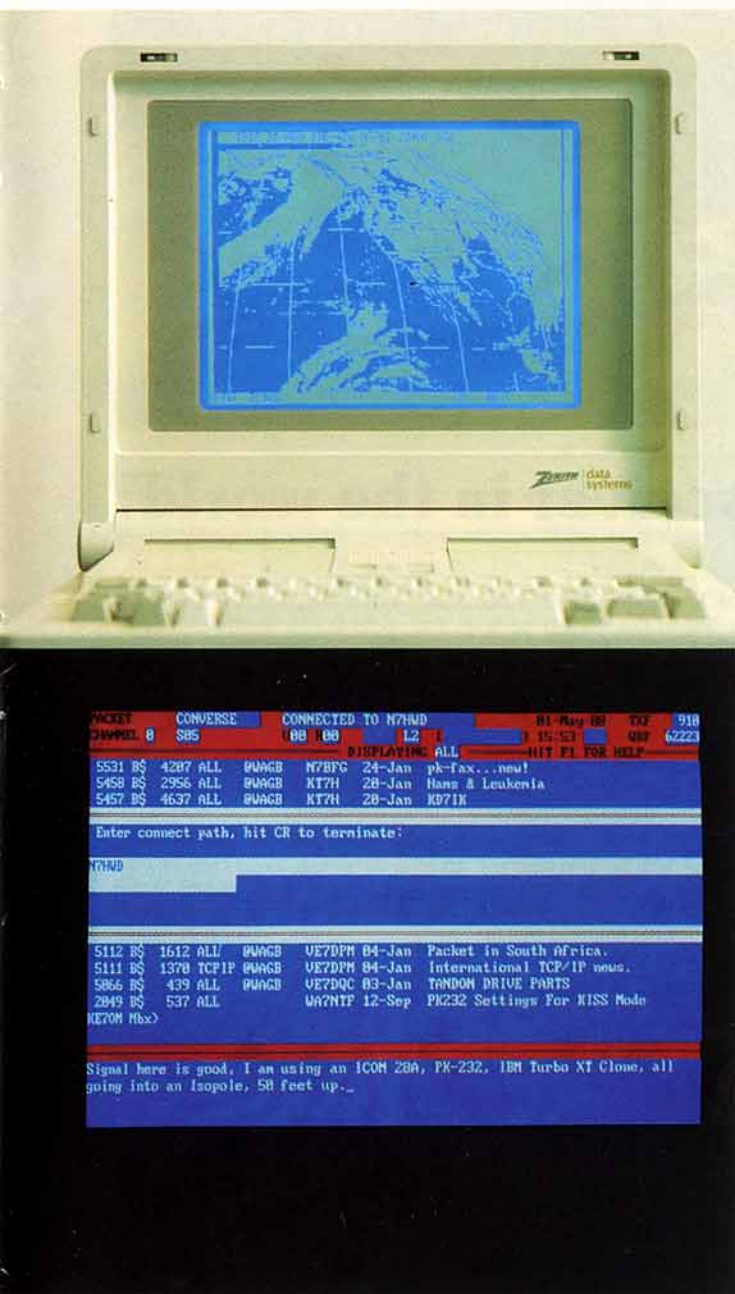 ZENITH data systems
PACKET CONVERSE CONNECTED TO N7HWD 01-May-88 TXF 910
CHANNEL 0 S05 U00 R00 L2 I 15:53 QBF 62223
DISPLAYING ALL HIT F1 FOR HELP
5531 B$ 4207 ALL @WAGB N7BFG 24-Jan pk-fax...new!
5458 B$ 2956 ALL @WAGB KT7H 20-Jan Hams & Leukemia
5457 B$ 4637 ALL @WAGB KT7H 20-Jan KD7IK
Enter connect path, hit CR to terminate:
N7HWD
5112 B$ 1612 ALL @WAGB VE7DPM 04-Jan Packet in South Africa.
5111 B$ 1370 TCPIP @WAGB VE7DPM 04-Jan International TCP/IP news.
5066 B$ 439 ALL @WAGB VE7DQC 03-Jan TANDON DRIVE PARTS
2049 B$ 537 ALL WA7NTF 12-Sep PK232 Settings For KISS Mode
KE7OM Mbx>
Signal here is good, I am using an ICOM 28A, PK-232, IBM Turbo XT Clone, all
going into an Isopole, 50 feet up._